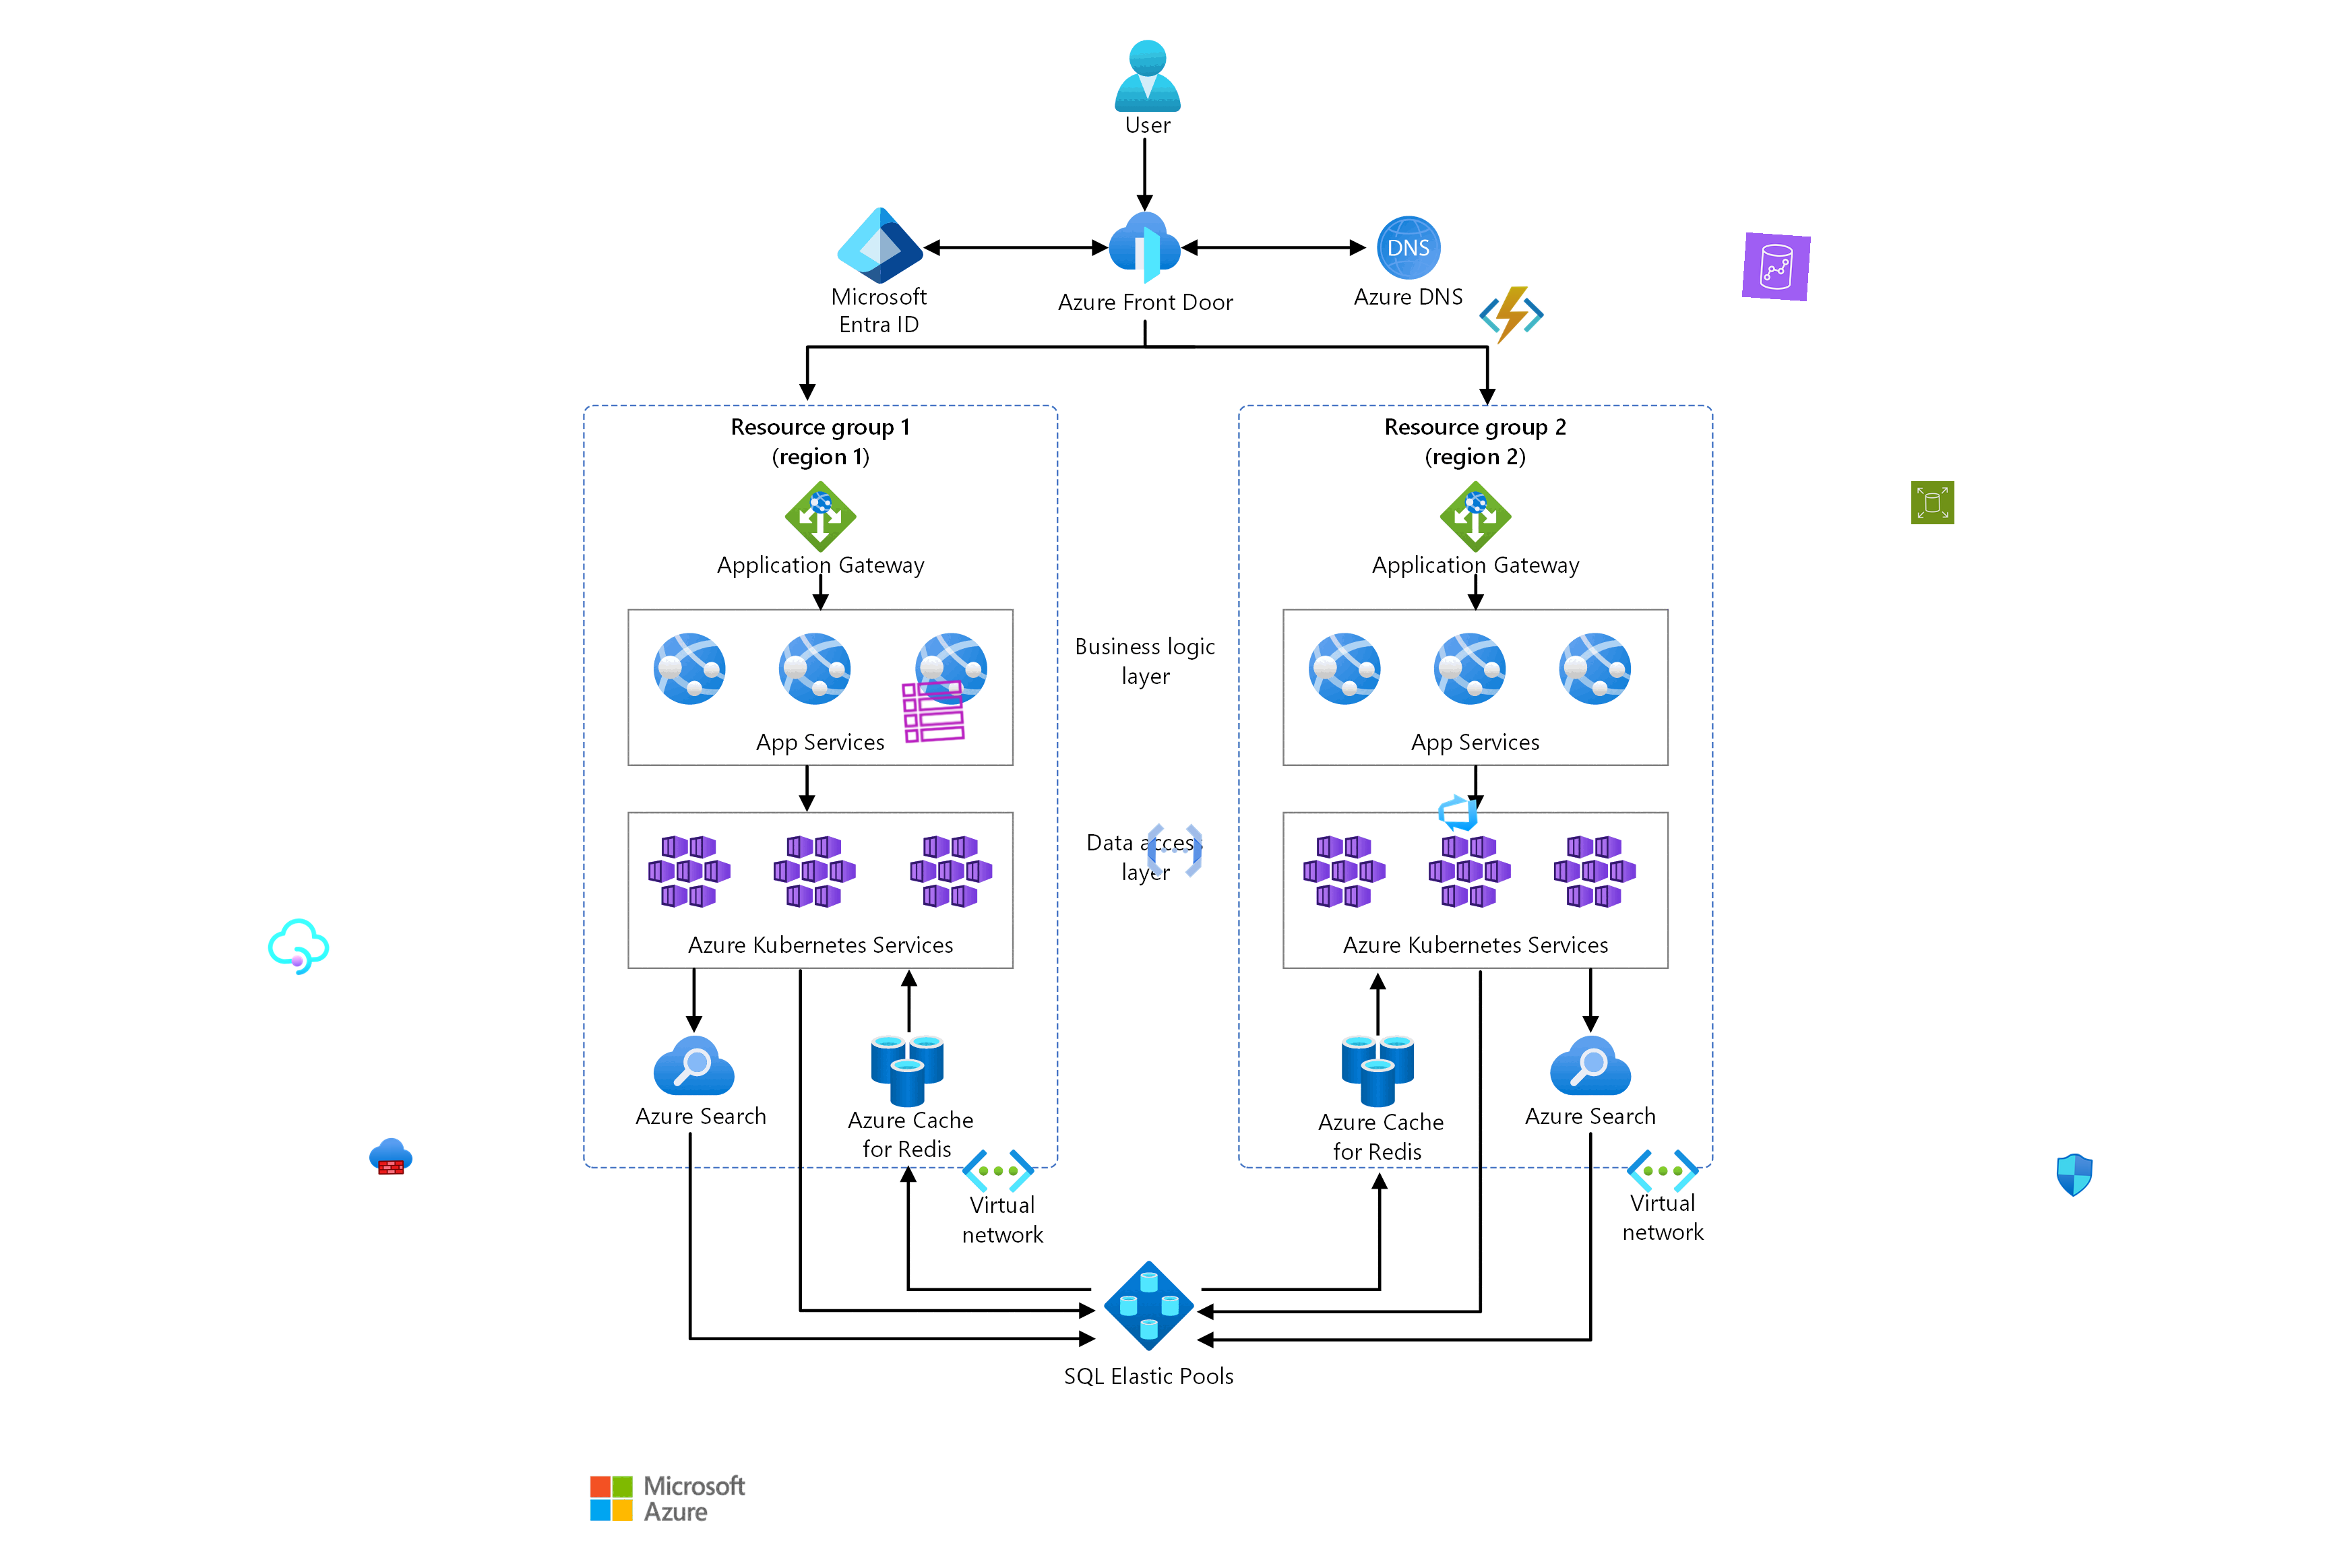 User
DNS
Microsoft
Entra ID
Azure Front Door
Azure DNS
Resource group 1
(region 1)
Resource group 2
(region 2)
Application Gateway
Application Gateway
Business logic
layer
App Services
App Services
Data access
layer
Azure Kubernetes Services
Azure Kubernetes Services
Azure Search
Azure Cache
for Redis
Azure Cache
for Redis
Azure Search
Virtual
network
Virtual
network
SQL Elastic Pools
Microsoft
Azure